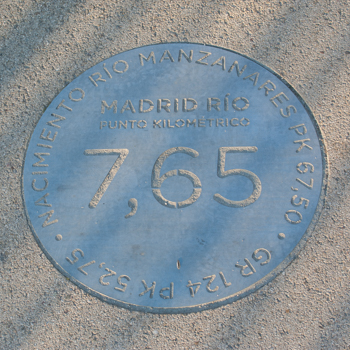 NACIMIENTO RÍO MANZANARES PK 67,50 • GR 124 PK 52,75 •
MADRID RÍO
PUNTO KILOMÉTRICO
7,65